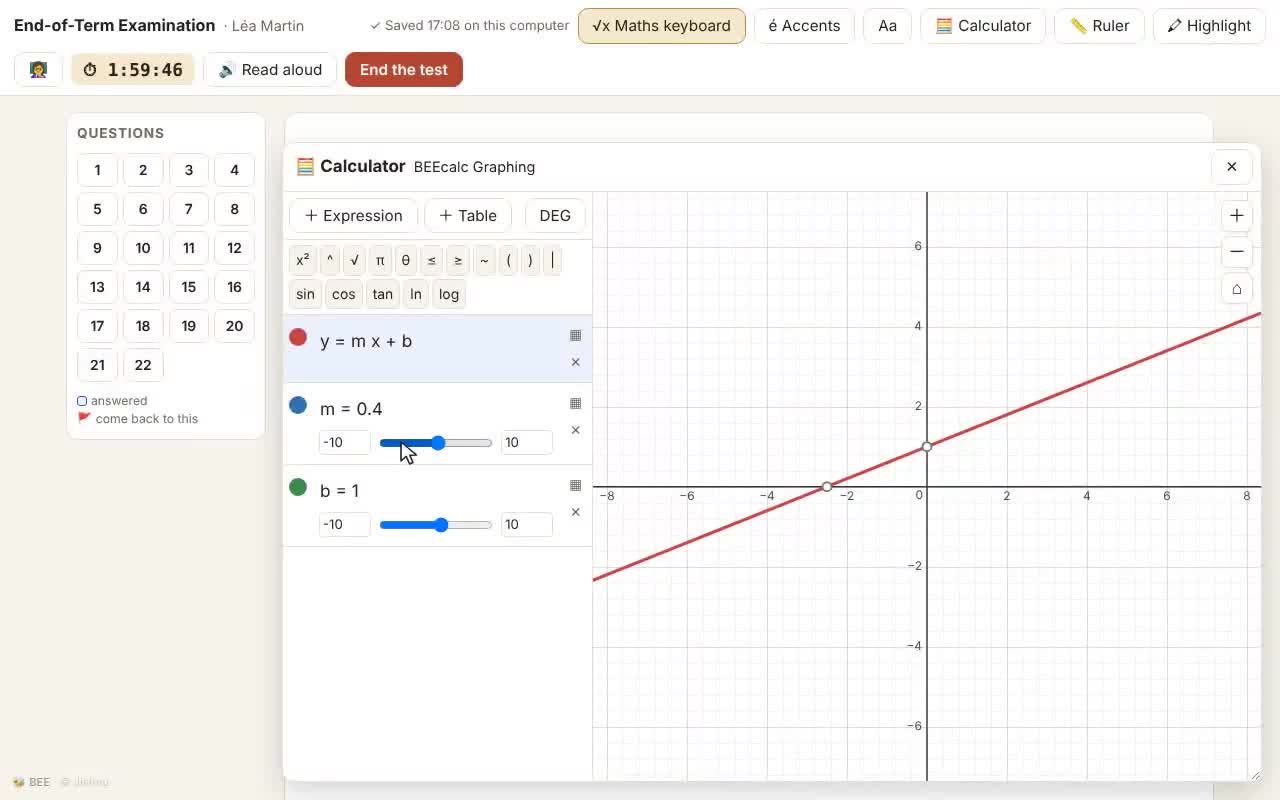 End-of-Term Examination · Léa Martin ✓ Saved 17:08 on this computer √x Maths keyboard é Accents Aa Calculator Ruler Highlight
1:59:46 Read aloud End the test
QUESTIONS
1 2 3 4
5 6 7 8
9 10 11 12
13 14 15 16
17 18 19 20
21 22
answered
come back to this
Calculator BEEcalc Graphing ×
+ Expression + Table DEG
x² ^ √ π θ ≤ ≥ ~ ( ) |
sin cos tan ln log
y = m x + b
×
m = 0.4
×
-10 10
b = 1
×
-10 10
+
−
⌂
6
4
2
−8 −6 −4 −2 0 2 4 6 8
−2
−4
−6
BEE